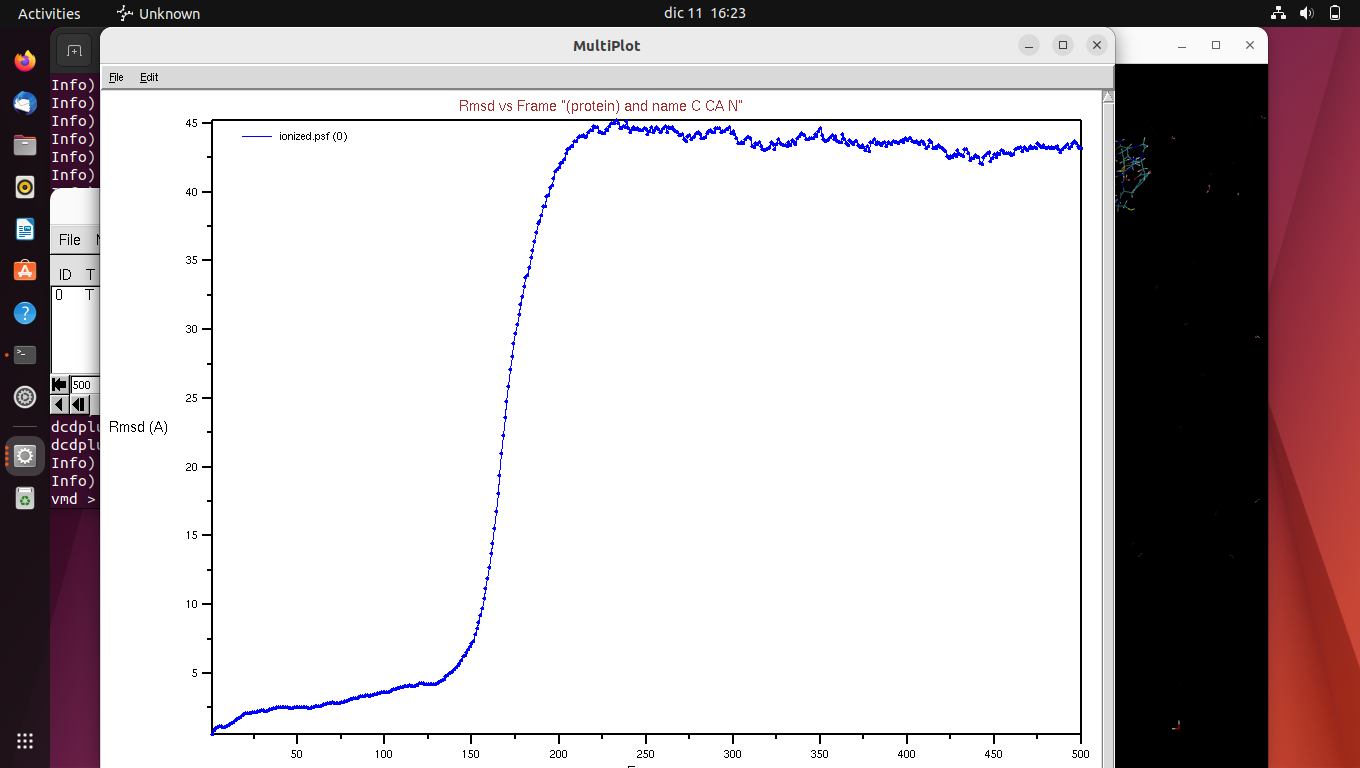 Activities
Unknown
dic 11 16:23
MultiPlot
File Edit
Rmsd vs Frame "(protein) and name C CA N"
ionized.psf (0)
Rmsd (A)
45
40
35
30
25
20
15
10
5
50 100 150 200 250 300 350 400 450 500
Info)
Info)
Info)
Info)
Info)
Info)
File
ID T
0 T
500
dcdplu
dcdplu
Info)
Info)
vmd >